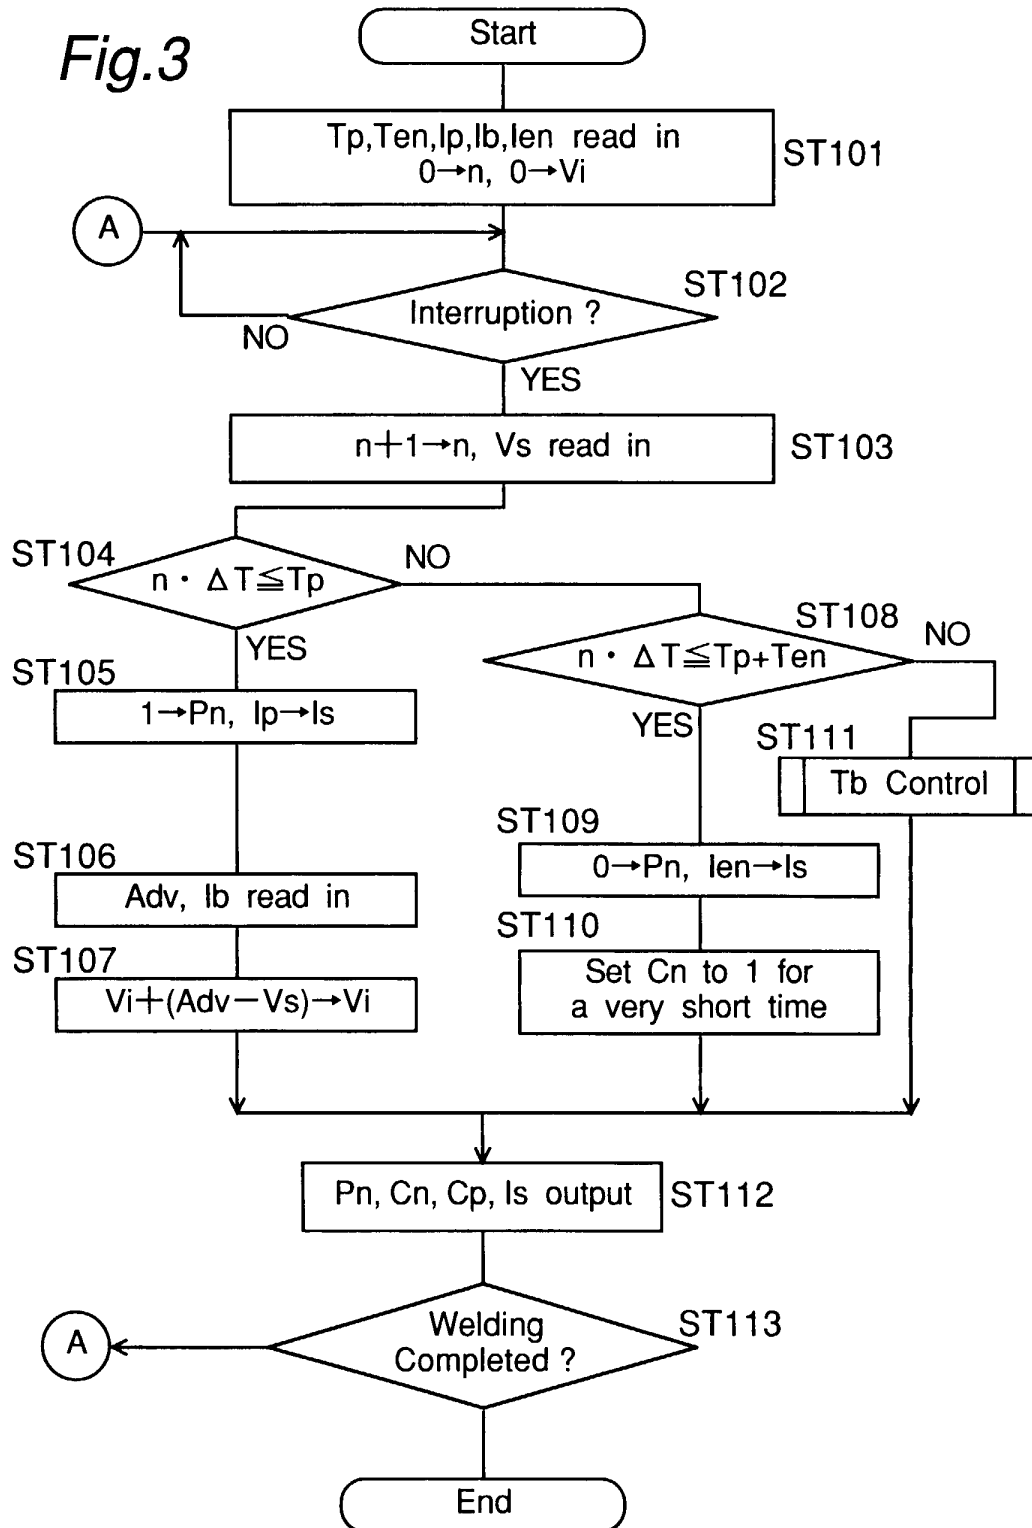 Fig.3
Start
Tp,Ten,Ip,Ib,Ien read in
0→n, 0→Vi
ST101
A
ST102
Interruption ?
NO
YES
n+1→n, Vs read in
ST103
ST104
n・ΔT≦Tp
NO
YES
ST108
n・ΔT≦Tp+Ten
NO
YES
ST105
1→Pn, Ip→Is
ST111
Tb Control
ST109
0→Pn, Ien→Is
ST106
Adv, Ib read in
ST110
Set Cn to 1 for
a very short time
ST107
Vi+(Adv−Vs)→Vi
Pn, Cn, Cp, Is output
ST112
Welding
Completed ?
ST113
A
End